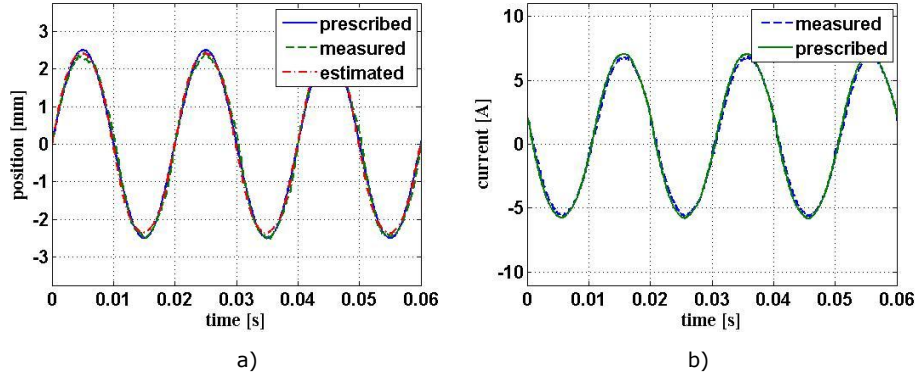 prescribed
measured
estimated
3
2
1
0
-1
-2
-3
position [mm]
0 0.01 0.02 0.03 0.04 0.05 0.06
time [s]
a)
measured
prescribed
10
5
0
-5
-10
current [A]
0 0.01 0.02 0.03 0.04 0.05 0.06
time [s]
b)